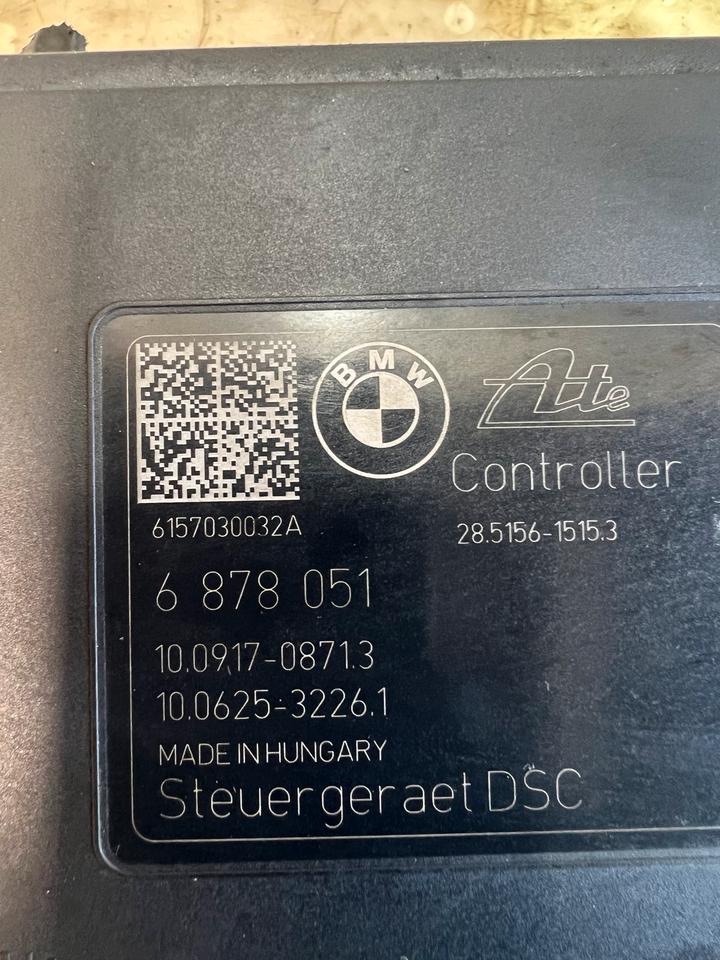 BMW
Ate
Controller
6157030032A
28.5156-1515.3
6 878 051
10.0917-0871.3
10.0625-3226.1
MADE IN HUNGARY
Steuergeraet DSC